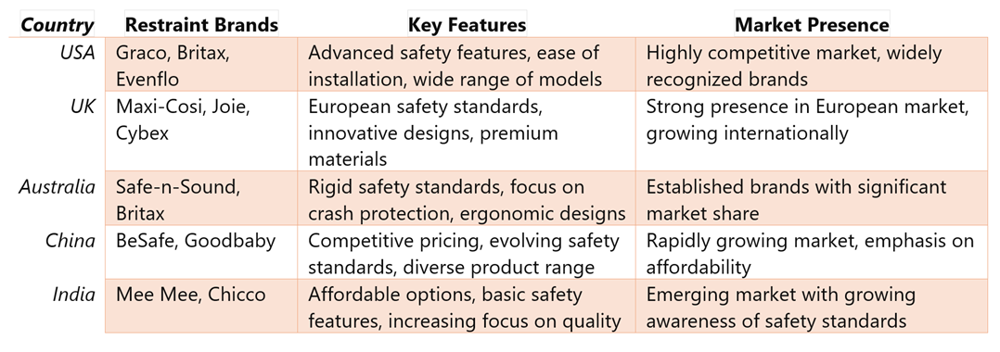 Country Restraint Brands Key Features Market Presence
USA Graco, Britax, Advanced safety features, ease of Highly competitive market, widely
Evenflo installation, wide range of models recognized brands
UK Maxi-Cosi, Joie, European safety standards, Strong presence in European market,
Cybex innovative designs, premium growing internationally
materials
Australia Safe-n-Sound, Rigid safety standards, focus on Established brands with significant
Britax crash protection, ergonomic designs market share
China BeSafe, Goodbaby Competitive pricing, evolving safety Rapidly growing market, emphasis on
standards, diverse product range affordability
India Mee Mee, Chicco Affordable options, basic safety Emerging market with growing
features, increasing focus on quality awareness of safety standards